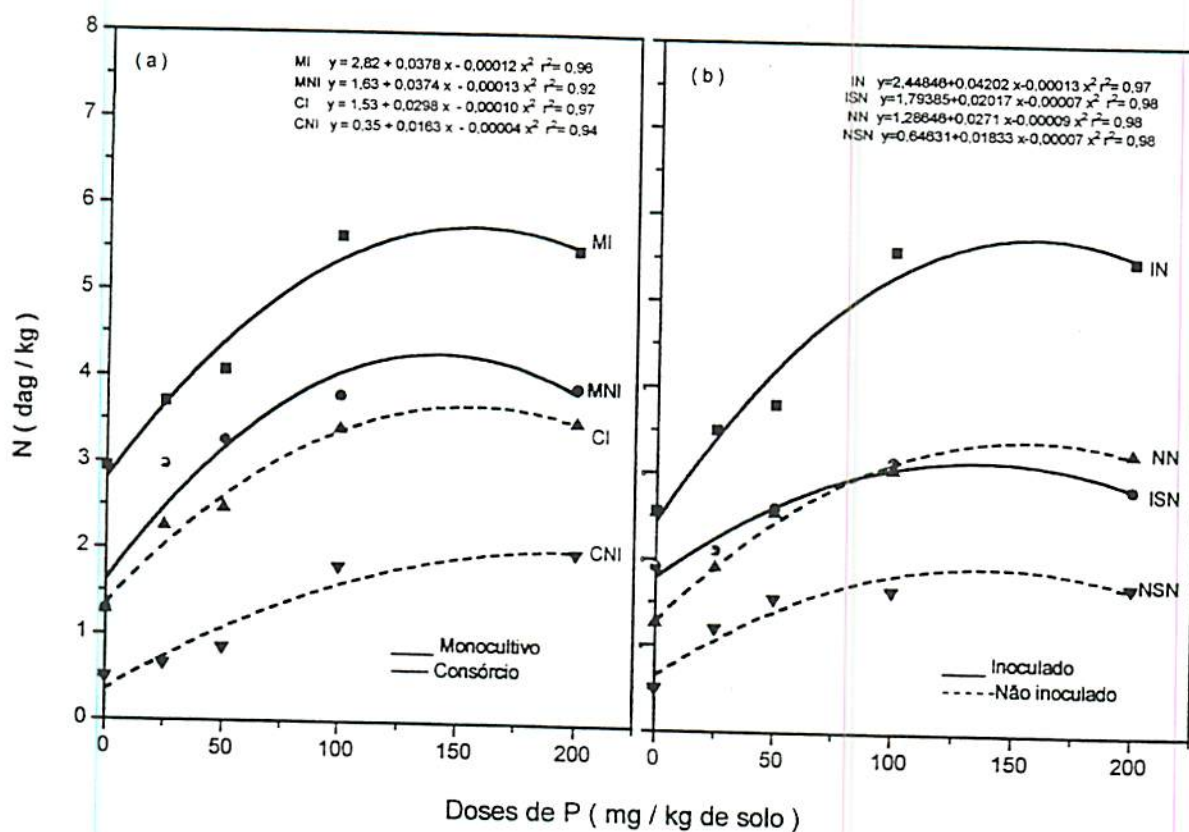 8
7
6
5
4
3
2
1
0
N ( dag / kg )
( a )
MI y = 2,82 + 0,0378 x - 0,00012 x² r²= 0,96
MNI y = 1,63 + 0,0374 x - 0,00013 x² r²= 0,92
CI y = 1,53 + 0,0298 x - 0,00010 x² r²= 0,97
CNI y = 0,35 + 0,0163 x - 0,00004 x² r²= 0,94
MI
MNI
CI
CNI
Monocultivo
Consórcio
0 50 100 150 200
( b )
IN y=2,44846+0,04202 x-0,00013 x² r²= 0,97
ISN y=1,79385+0,02017 x-0,00007 x² r²= 0,98
NN y=1,28646+0,0271 x-0,00009 x² r²= 0,98
NSN y=0,64631+0,01833 x-0,00007 x² r²= 0,98
IN
NN
ISN
NSN
Inoculado
Não inoculado
0 50 100 150 200
Doses de P ( mg / kg de solo )